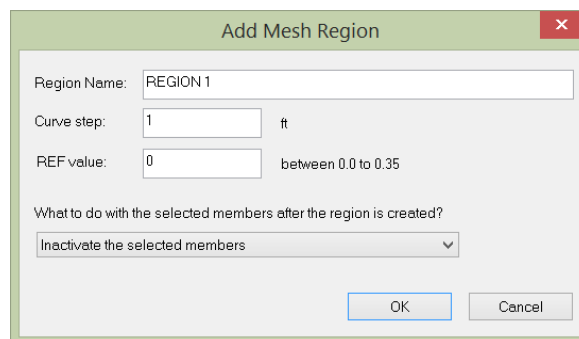 Add Mesh Region
Region Name: REGION 1
Curve step: 1 ft
REF value: 0 between 0.0 to 0.35
What to do with the selected members after the region is created?
Inactivate the selected members
OK Cancel